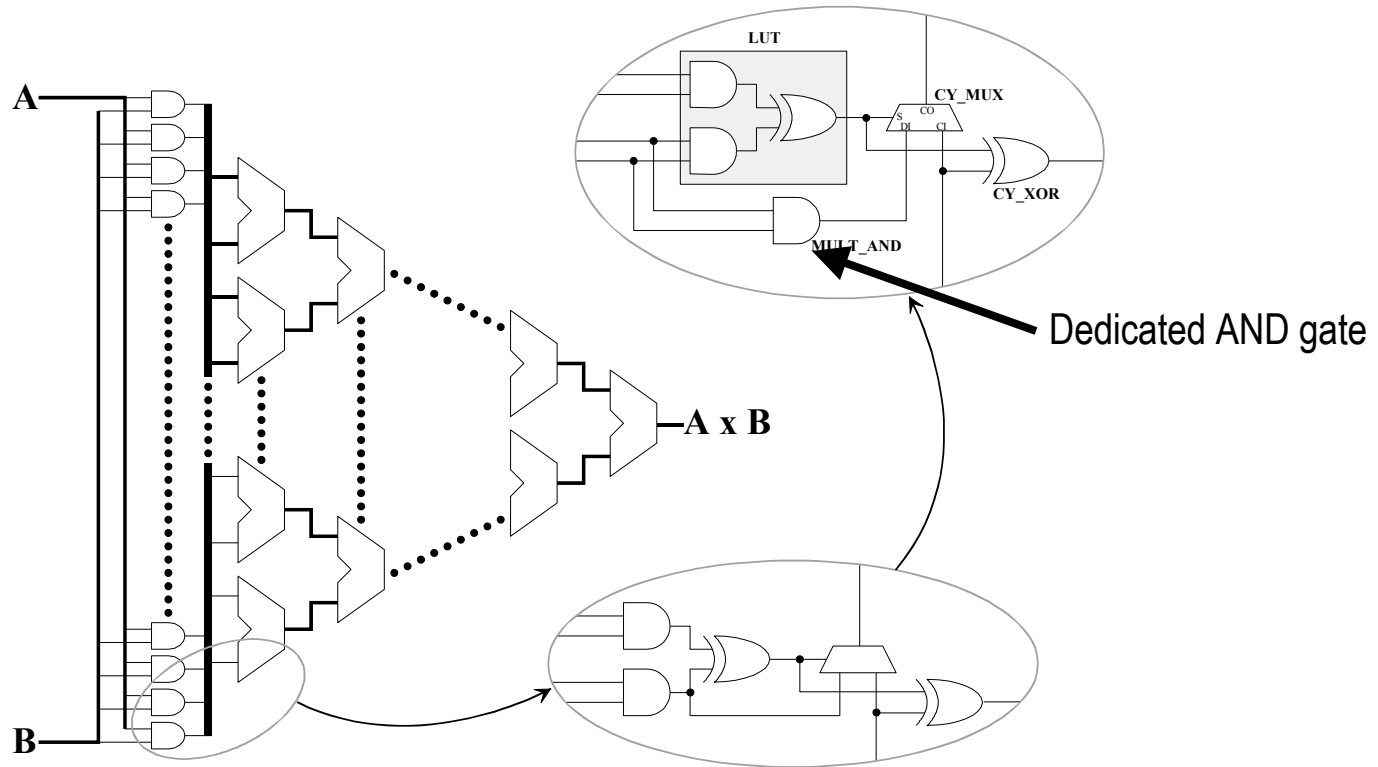 LUT
A
CY_MUX
CO
S
DI
CI
CY_XOR
MULT_AND
Dedicated AND gate
A x B
B